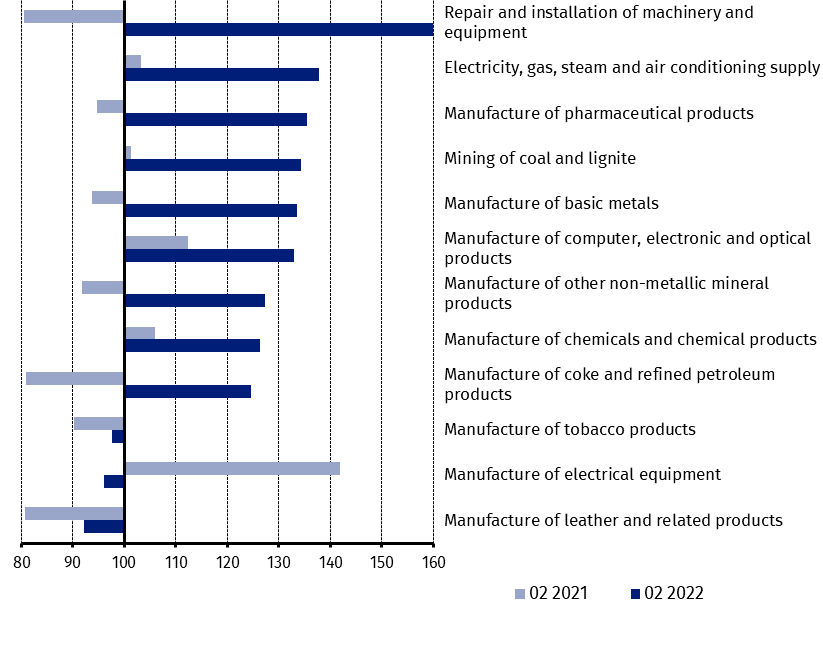 Repair and installation of machinery and
equipment
Electricity, gas, steam and air conditioning supply
Manufacture of pharmaceutical products
Mining of coal and lignite
Manufacture of basic metals
Manufacture of computer, electronic and optical
products
Manufacture of other non-metallic mineral
products
Manufacture of chemicals and chemical products
Manufacture of coke and refined petroleum
products
Manufacture of tobacco products
Manufacture of electrical equipment
Manufacture of leather and related products
80 90 100 110 120 130 140 150 160
02 2021 02 2022